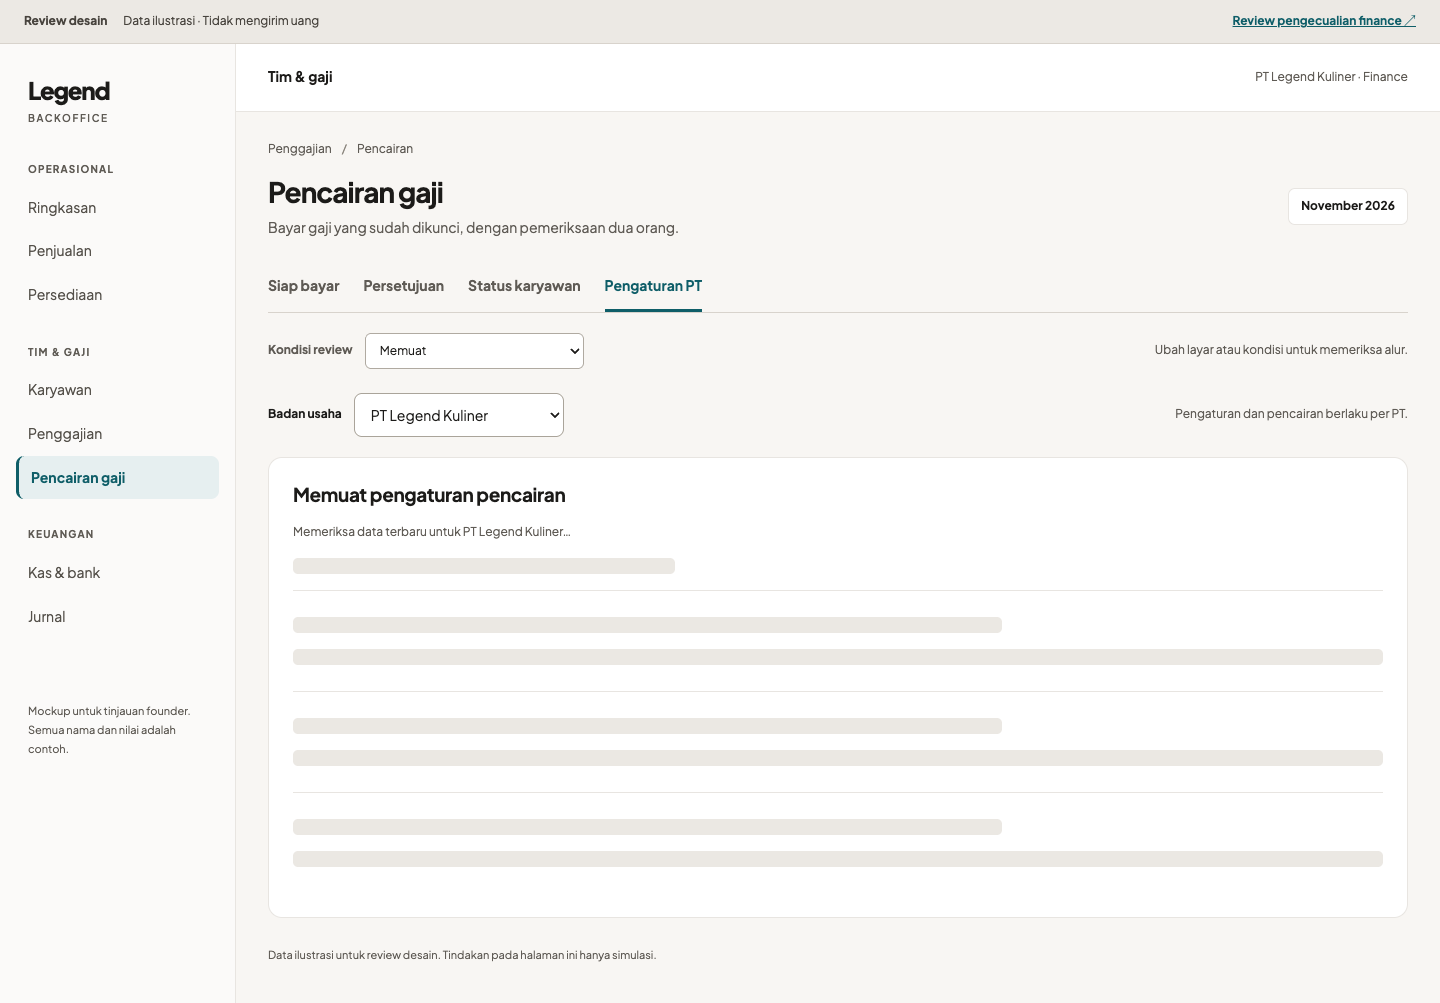 Review desain
Data ilustrasi · Tidak mengirim uang
Review pengecualian finance ↗
Legend
BACKOFFICE
OPERASIONAL
Ringkasan
Penjualan
Persediaan
TIM & GAJI
Karyawan
Penggajian
Pencairan gaji
KEUANGAN
Kas & bank
Jurnal
Mockup untuk tinjauan founder.
Semua nama dan nilai adalah
contoh.
Tim & gaji
PT Legend Kuliner · Finance
Penggajian / Pencairan
Pencairan gaji
Bayar gaji yang sudah dikunci, dengan pemeriksaan dua orang.
November 2026
Siap bayar
Persetujuan
Status karyawan
Pengaturan PT
Kondisi review
Memuat
Ubah layar atau kondisi untuk memeriksa alur.
Badan usaha
PT Legend Kuliner
Pengaturan dan pencairan berlaku per PT.
Memuat pengaturan pencairan
Memeriksa data terbaru untuk PT Legend Kuliner…
Data ilustrasi untuk review desain. Tindakan pada halaman ini hanya simulasi.